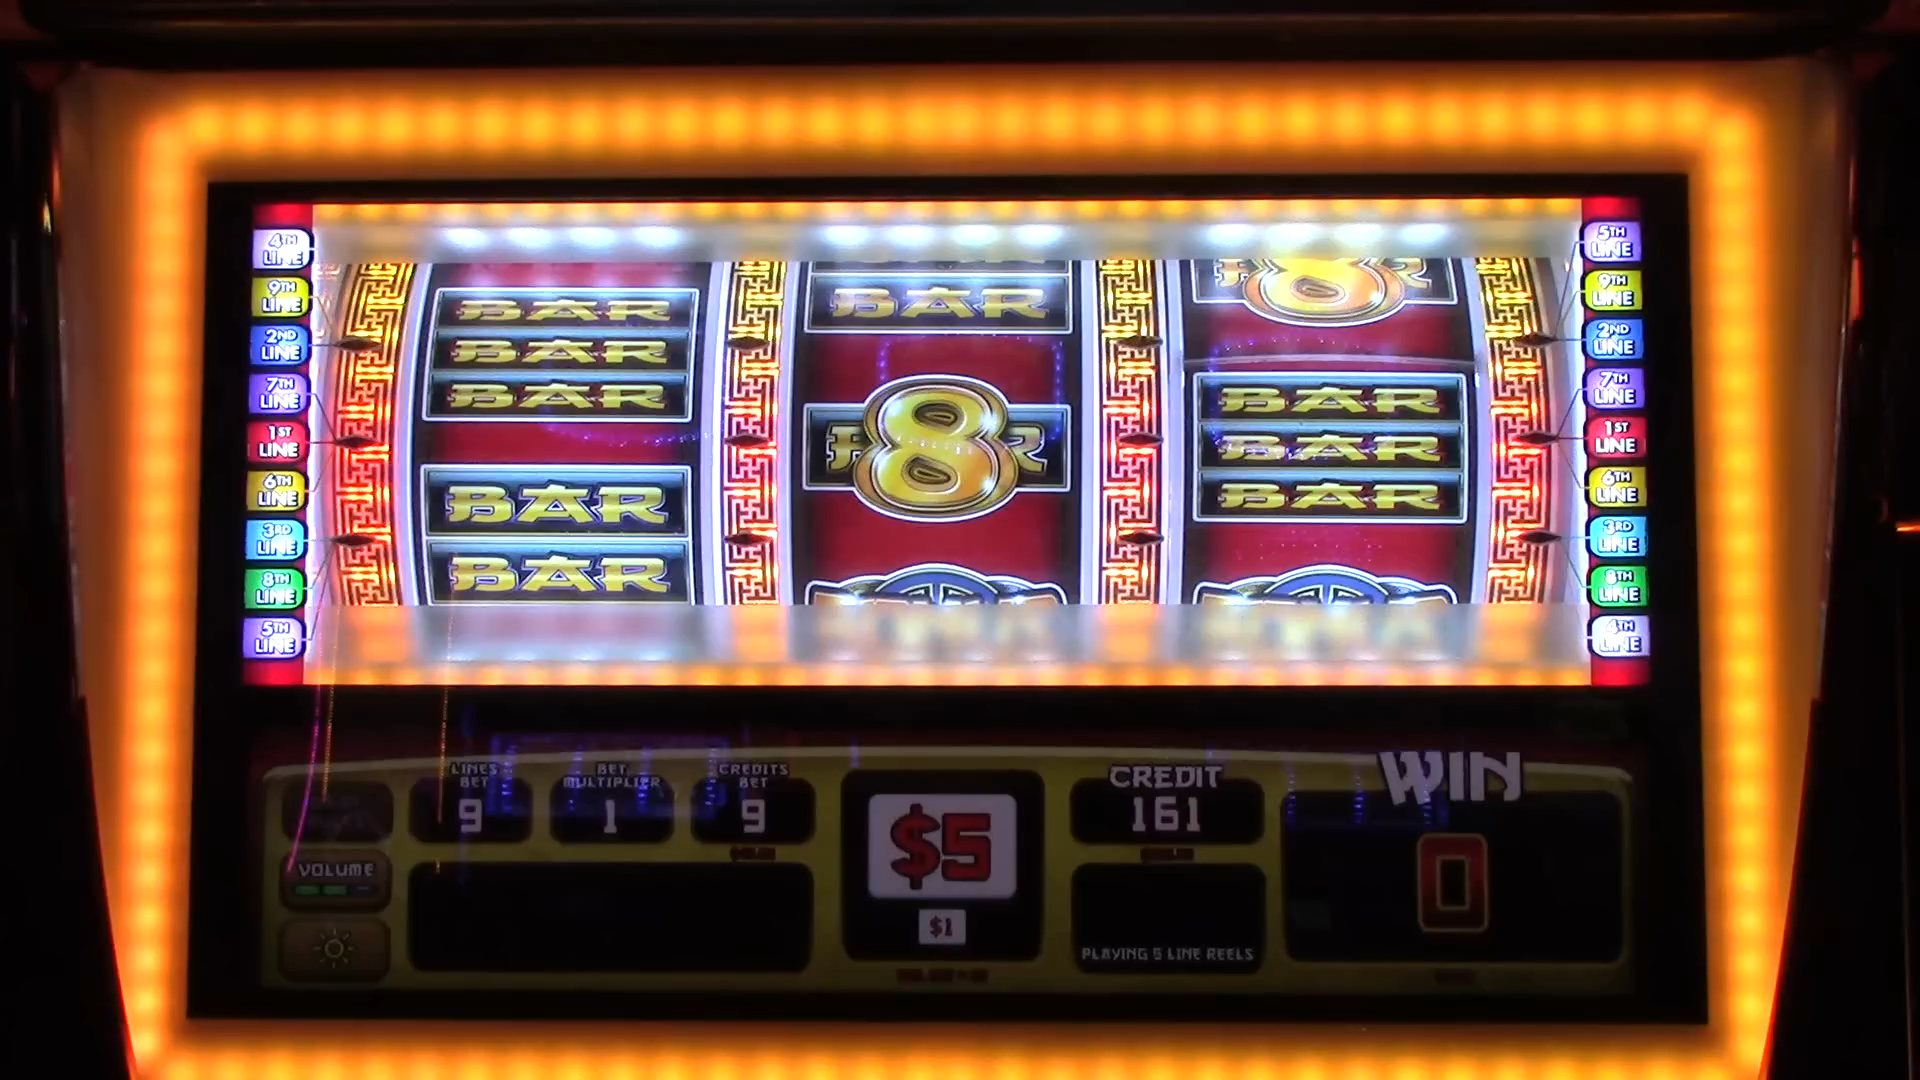 4TH LINE
9TH LINE
2ND LINE
7TH LINE
1ST LINE
6TH LINE
3RD LINE
8TH LINE
5TH LINE
BAR
BAR
BAR
BAR
BAR
BAR
8
8
BAR
BAR
BAR
5TH LINE
9TH LINE
2ND LINE
7TH LINE
1ST LINE
6TH LINE
3RD LINE
8TH LINE
4TH LINE
LINES BET
9
BET MULTIPLIER
1
CREDITS BET
9
VOLUME
$5
$1
CREDIT
161
PLAYING 5 LINE REELS
WIN
0